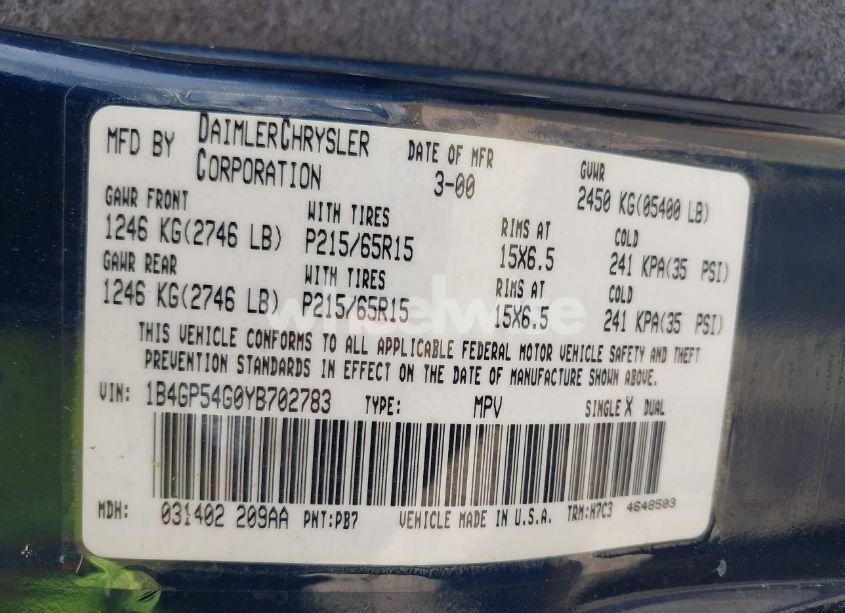 MFD BY DAIMLERCHRYSLER CORPORATION DATE OF MFR 3-00 GVWR 2450 KG(05400 LB)
GAWR FRONT WITH TIRES RIMS AT COLD
1246 KG(2746 LB) P215/65R15 15X6.5 241 KPA(35 PSI)
GAWR REAR WITH TIRES RIMS AT COLD
1246 KG(2746 LB) P215/65R15 15X6.5 241 KPA(35 PSI)
wheelwire
THIS VEHICLE CONFORMS TO ALL APPLICABLE FEDERAL MOTOR VEHICLE SAFETY AND THEFT
PREVENTION STANDARDS IN EFFECT ON THE DATE OF MANUFACTURE SHOWN ABOVE.
VIN: 1B4GP54G0YB702783 TYPE: MPV SINGLE X DUAL
MDH: 031402 209AA PNT:PB7 VEHICLE MADE IN U.S.A. TRM:H7C3 4648503